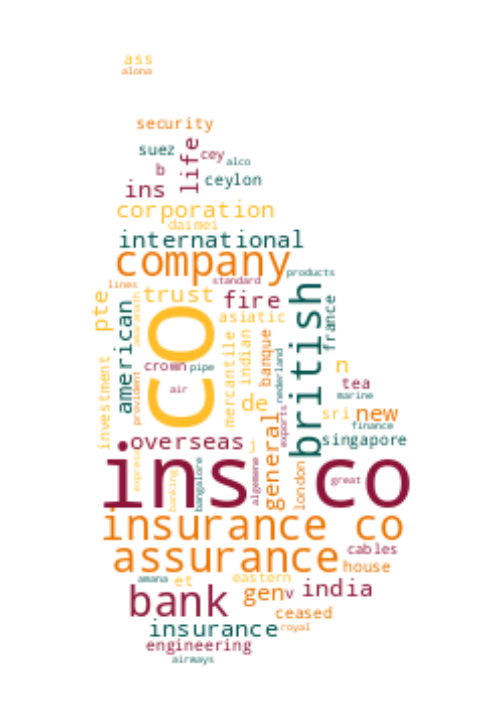 ass
aloma
security
suez
life
cey
alco
b
ins
ceylon
corporation
daimei
international
company
products
lines
standard
pte
trust
fire
british
american
co
asiatic
france
investment
provident
mercantile
indian
banque
crown
pipe
nederland
n
tea
air
marine
de
sri
new
finance
overseas
j
general
exports
singapore
express
banking
bangalore
algemene
london
ins co
great
insurance co
assurance
cables
house
amana
et
eastern
bank
gen
v
india
ceased
insurance
royal
engineering
airways